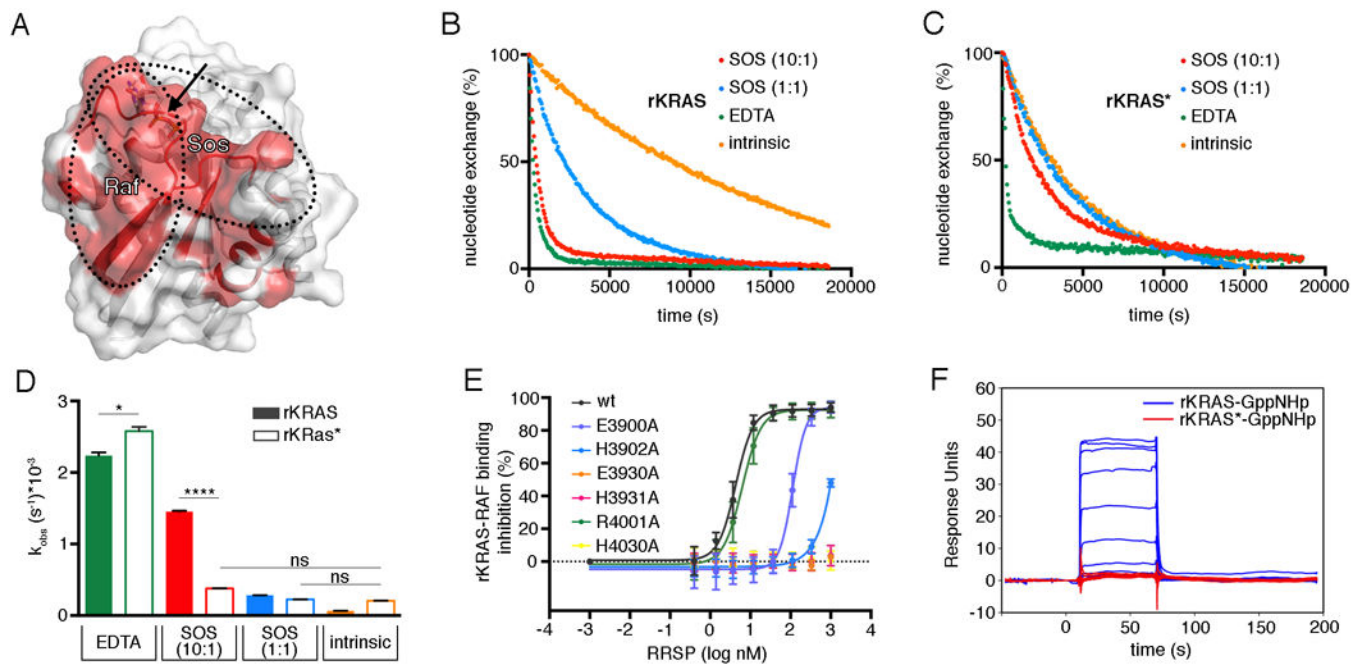 A
Raf
Sos
B
rKRAS
SOS (10:1)
SOS (1:1)
EDTA
intrinsic
nucleotide exchange (%)
100
50
0
0 5000 10000 15000 20000
time (s)
C
rKRAS*
SOS (10:1)
SOS (1:1)
EDTA
intrinsic
nucleotide exchange (%)
100
50
0
0 5000 10000 15000 20000
time (s)
D
rKRAS
rKRas*
k_obs (s⁻¹)*10⁻³
3
2
1
0
*
****
ns
ns
EDTA
SOS (10:1)
SOS (1:1)
intrinsic
E
wt
E3900A
H3902A
E3930A
H3931A
R4001A
H4030A
rKRAS-RAF binding
inhibition (%)
100
80
60
40
20
0
-4 -3 -2 -1 0 1 2 3 4
RRSP (log nM)
F
rKRAS-GppNHp
rKRAS*-GppNHp
Response Units
60
50
40
30
20
10
0
-10
0 50 100 150 200
time (s)